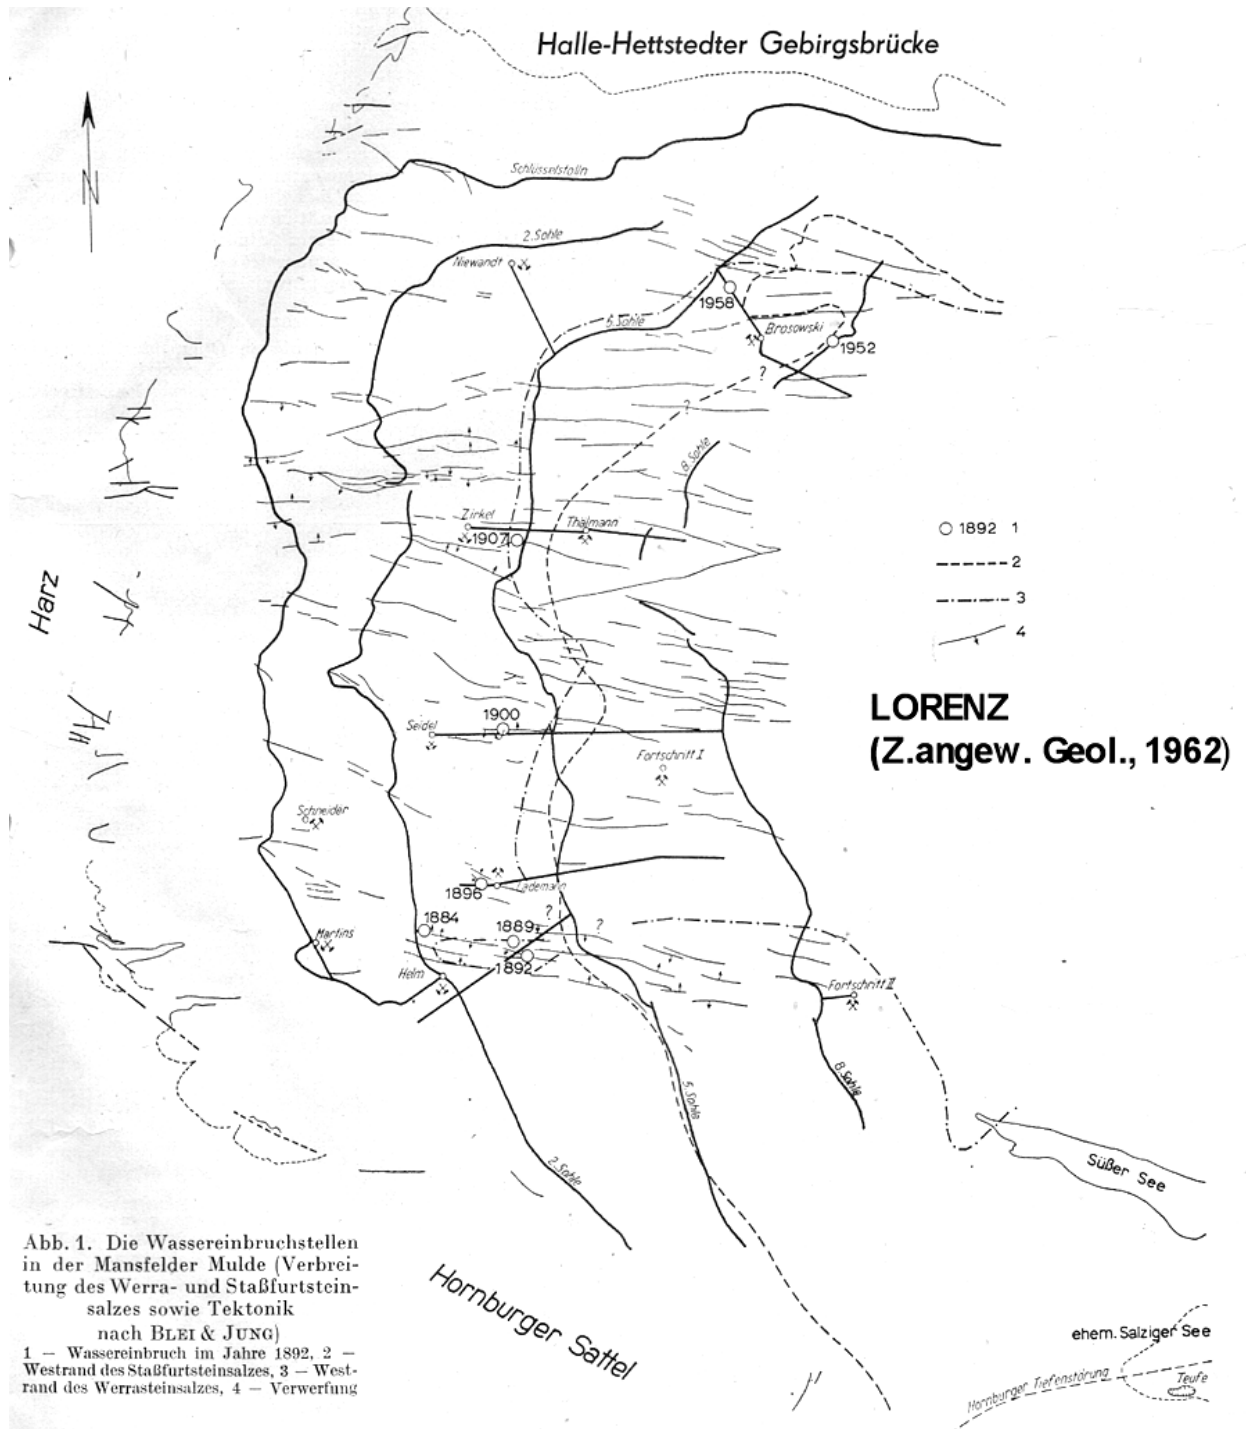 Halle-Hettstedter Gebirgsbrücke
N
Schlüsselstolln
2.Sohle
Niewandt
1958
5.Sohle
Brosowski
1952
?
?
8.Sohle
Zirkel
Thälmann
1907
1892 1
2
3
4
Harz
LORENZ
(Z.angew. Geol., 1962)
1900
Seidel
Fortschritt I
Schneider
1896
Lademann
1884
1889
?
?
Martins
1892
Helm
Fortschritt II
8.Sohle
5.Sohle
2.Sohle
Süßer See
Abb. 1. Die Wassereinbruchstellen
in der Mansfelder Mulde (Verbrei-
tung des Werra- und Staßfurtstein-
salzes sowie Tektonik
nach BLEI & JUNG)
1 — Wassereinbruch im Jahre 1892, 2 —
Westrand des Staßfurtsteinsalzes, 3 — West-
rand des Werrasteinsalzes, 4 — Verwerfung
Hornburger Sattel
ehem. Salziger See
Hornburger Tiefenstörung
Teufe